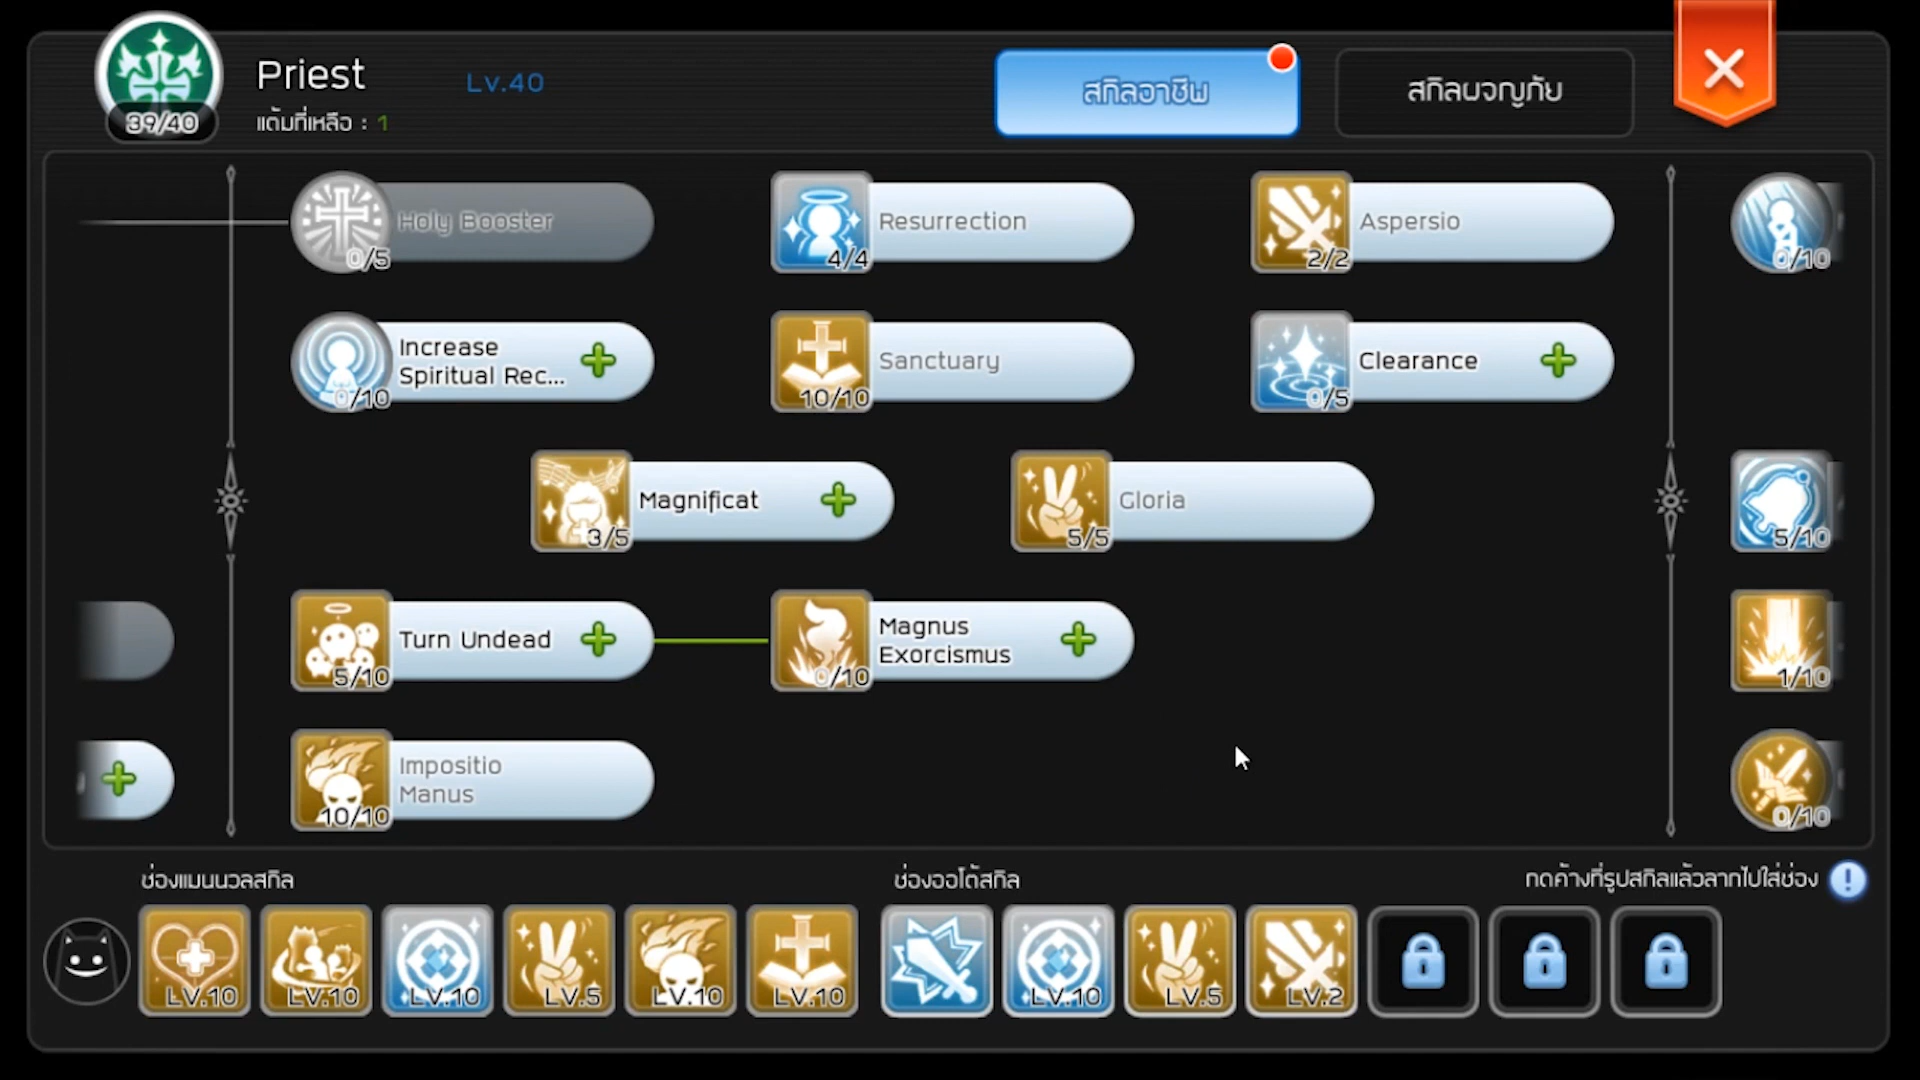 Priest
Lv.40
39/40
แต้มที่เหลือ : 1
สกิลอาชีพ
สกิลผจญภัย
Holy Booster
0/5
Resurrection
4/4
Aspersio
2/2
0/10
Increase
Spiritual Rec...
0/10
Sanctuary
10/10
Clearance
0/5
Magnificat
3/5
Gloria
5/5
5/10
Turn Undead
5/10
Magnus
Exorcismus
0/10
1/10
Impositio
Manus
10/10
0/10
ช่องแมนนวลสกิล
ช่องออโต้สกิล
กดค้างที่รูปสกิลแล้วลากไปใส่ช่อง
LV.10
LV.10
LV.10
LV.5
LV.10
LV.10
LV.10
LV.5
LV.2